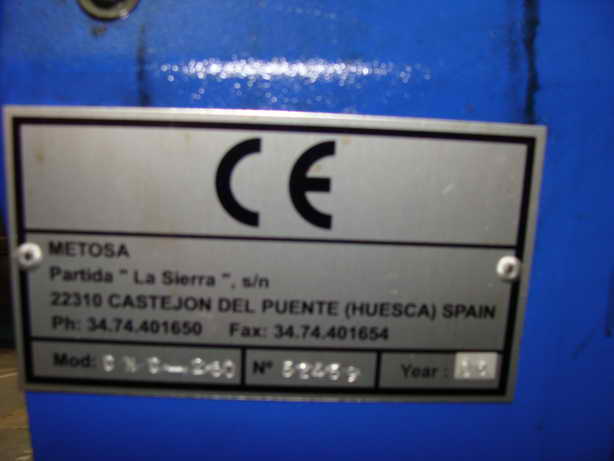 CE
METOSA
Partida " La Sierra ", s/n
22310 CASTEJON DEL PUENTE (HUESCA) SPAIN
Ph: 34.74.401650 Fax: 34.74.401654
Mod: Nº Year :